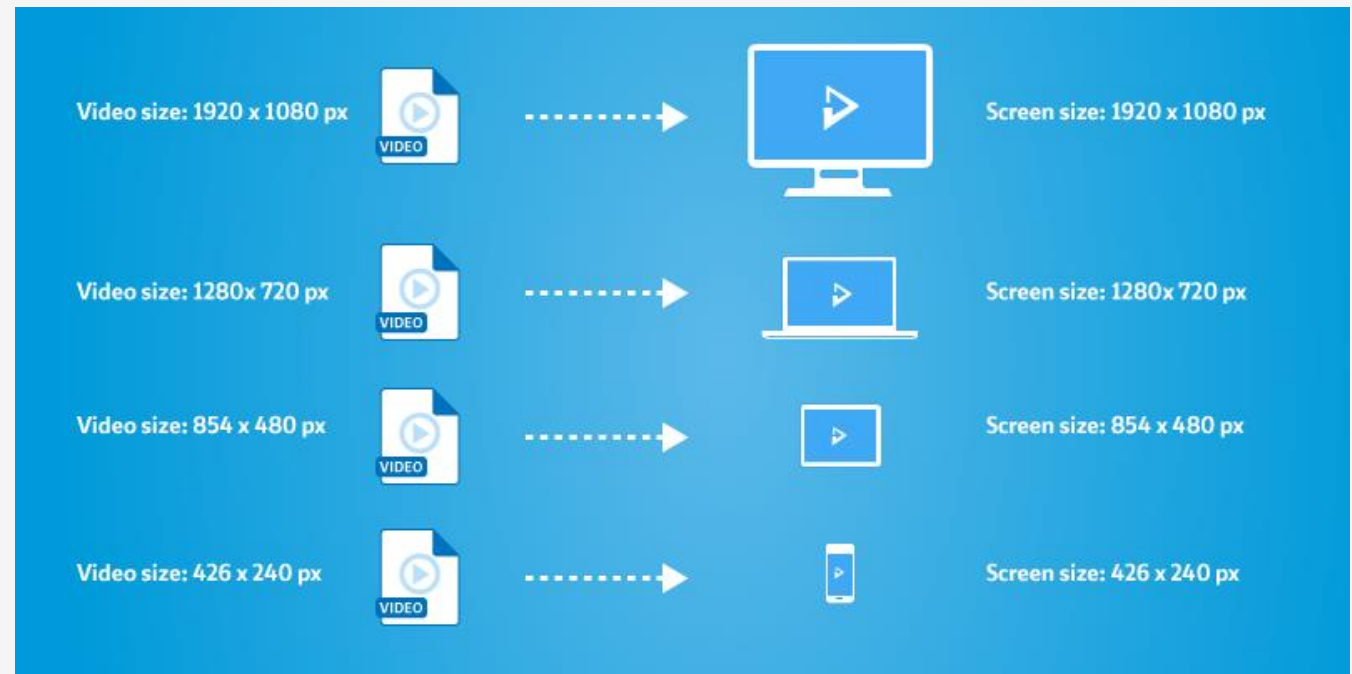 Video size: 1920 x 1080 px
VIDEO
Screen size: 1920 x 1080 px
Video size: 1280x 720 px
VIDEO
Screen size: 1280x 720 px
Video size: 854 x 480 px
VIDEO
Screen size: 854 x 480 px
Video size: 426 x 240 px
VIDEO
Screen size: 426 x 240 px